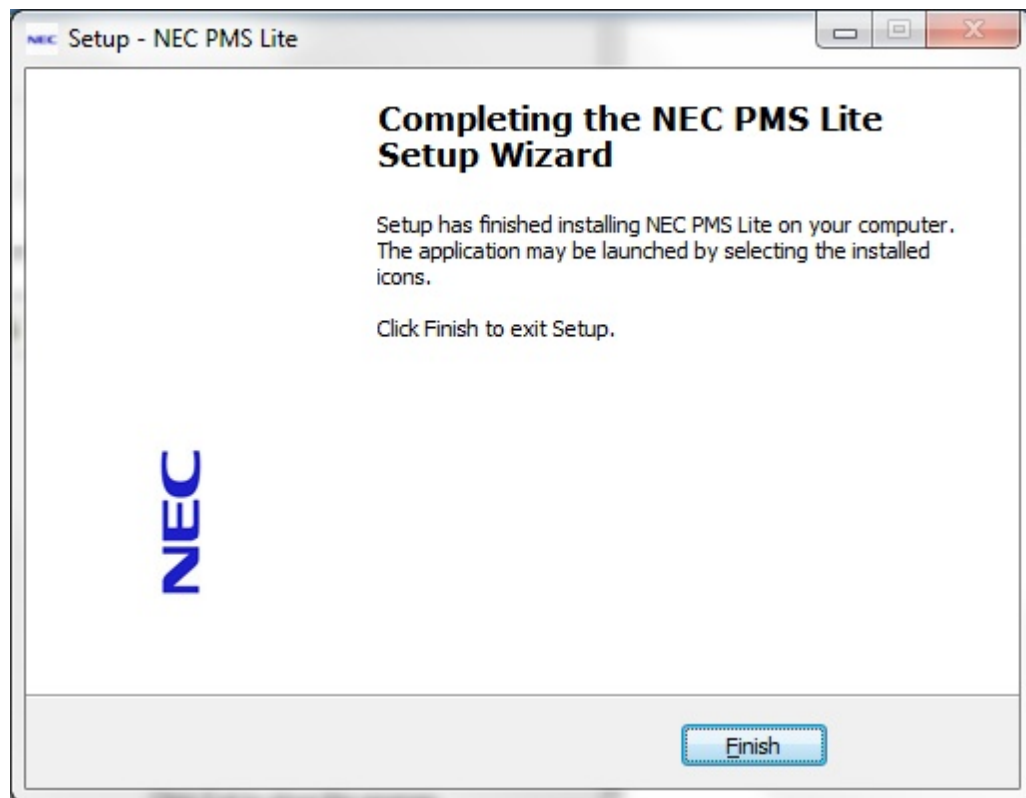 NEC Setup - NEC PMS Lite
Completing the NEC PMS Lite
Setup Wizard
Setup has finished installing NEC PMS Lite on your computer.
The application may be launched by selecting the installed
icons.
Click Finish to exit Setup.
NEC
Finish